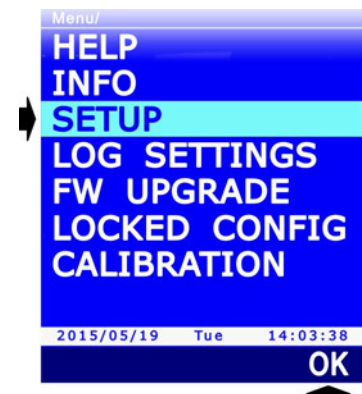 Menu/
HELP
INFO
SETUP
LOG SETTINGS
FW UPGRADE
LOCKED CONFIG
CALIBRATION
2015/05/19 Tue 14:03:38
OK